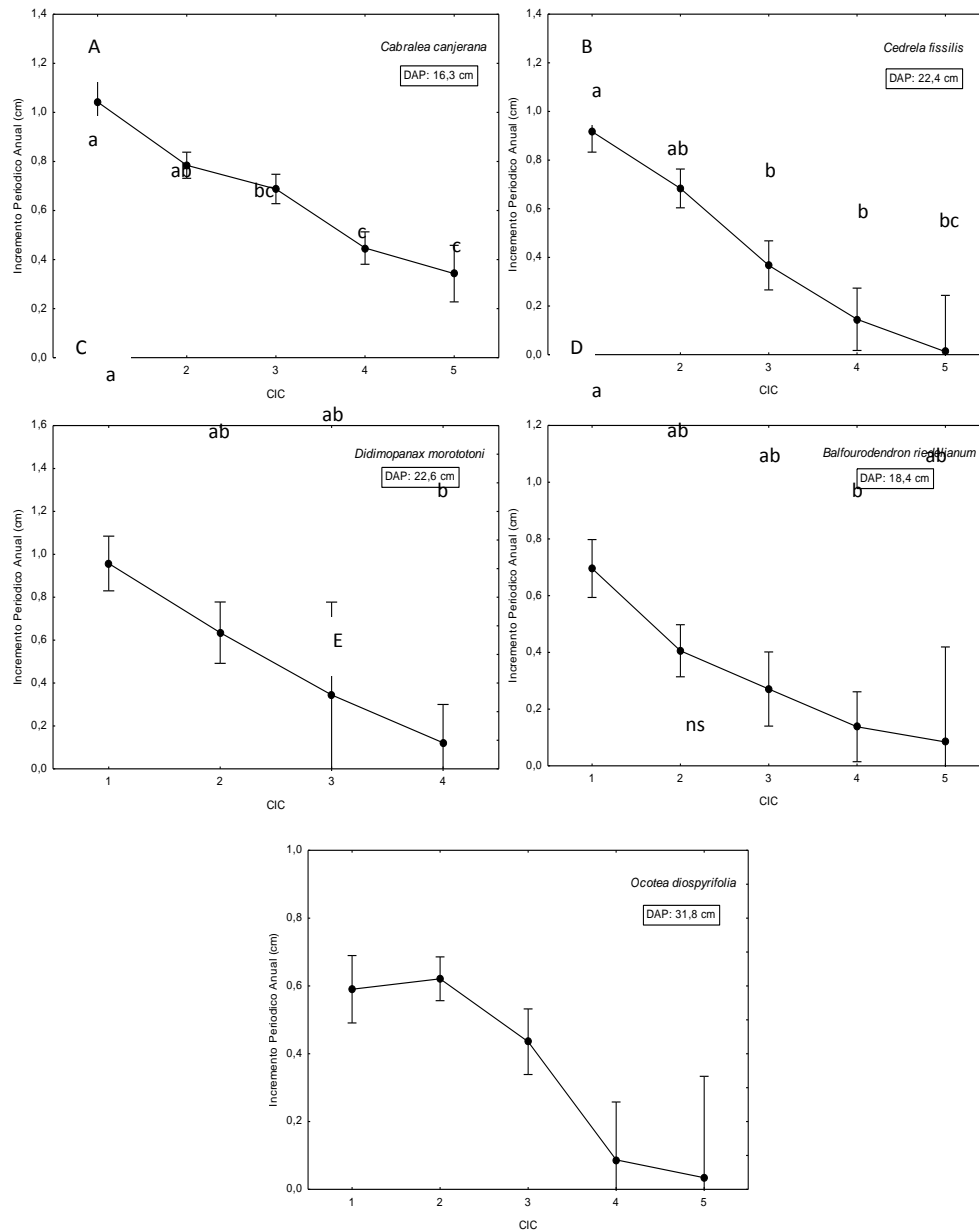 1,4
A
Cabralea canjerana
DAP: 16,3 cm
1,2
1,0
a
0,8
ab
bc
0,6
c
c
0,4
0,2
0,0
Incremento Periodico Anual (cm)
2
3
4
5
CIC
1,4
B
Cedrela fissilis
DAP: 22,4 cm
1,2
a
1,0
ab
0,8
b
b
bc
0,6
0,4
0,2
0,0
Incremento Periodico Anual (cm)
2
3
4
5
CIC
C
a
ab
ab
1,6
Didimopanax morototoni
DAP: 22,6 cm
b
1,4
1,2
1,0
0,8
E
0,6
0,4
0,2
0,0
Incremento Periodico Anual (cm)
1
2
3
4
CIC
D
a
ab
ab
ab
1,2
Balfourodendron riedelianum
DAP: 18,4 cm
b
1,0
0,8
0,6
0,4
0,2
ns
0,0
Incremento Periodico Anual (cm)
1
2
3
4
5
CIC
1,0
Ocotea diospyrifolia
DAP: 31,8 cm
0,8
0,6
0,4
0,2
0,0
Incremento Periodico Anual (cm)
1
2
3
4
5
CIC